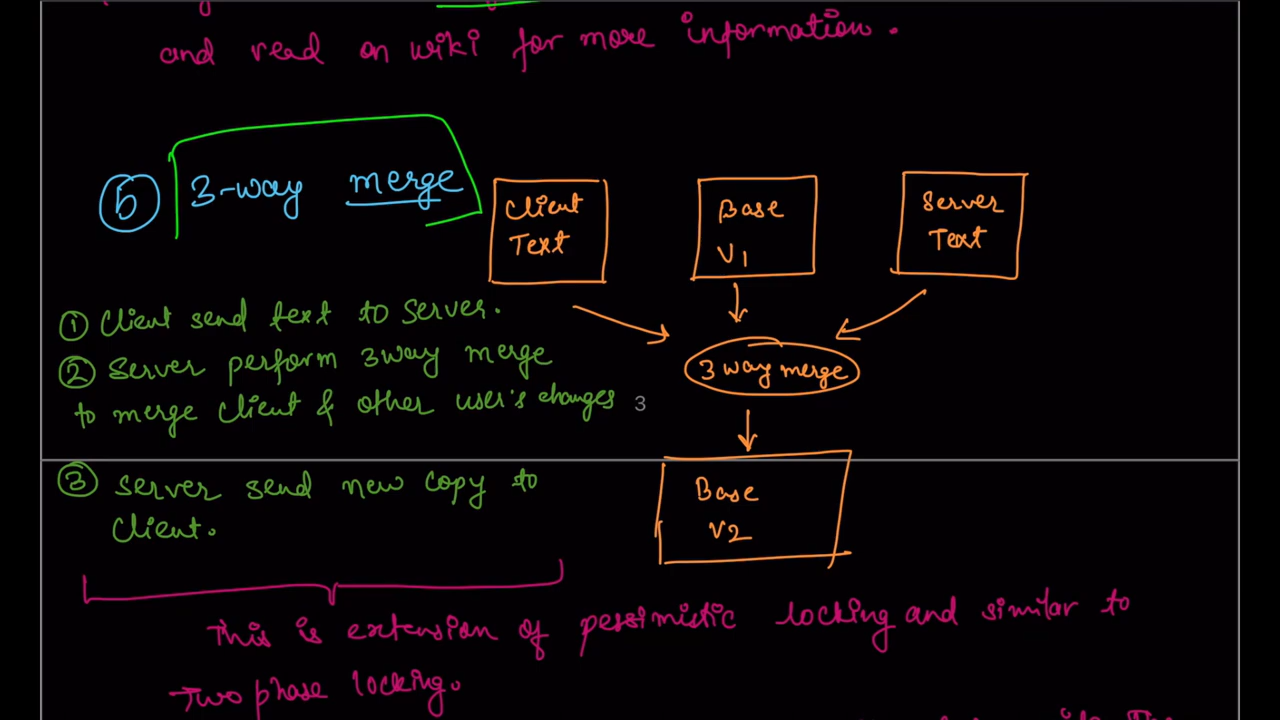 and read on wiki for more information.
5 3-way merge
Client
Text
Base
V1
Server
Text
① Client send text to server.
② Server perform 3way merge
to merge client & other user's changes 3
3 way merge
③ Server send new copy to
Client.
Base
V2
This is extension of pessimistic locking and similar to
Two phase locking.